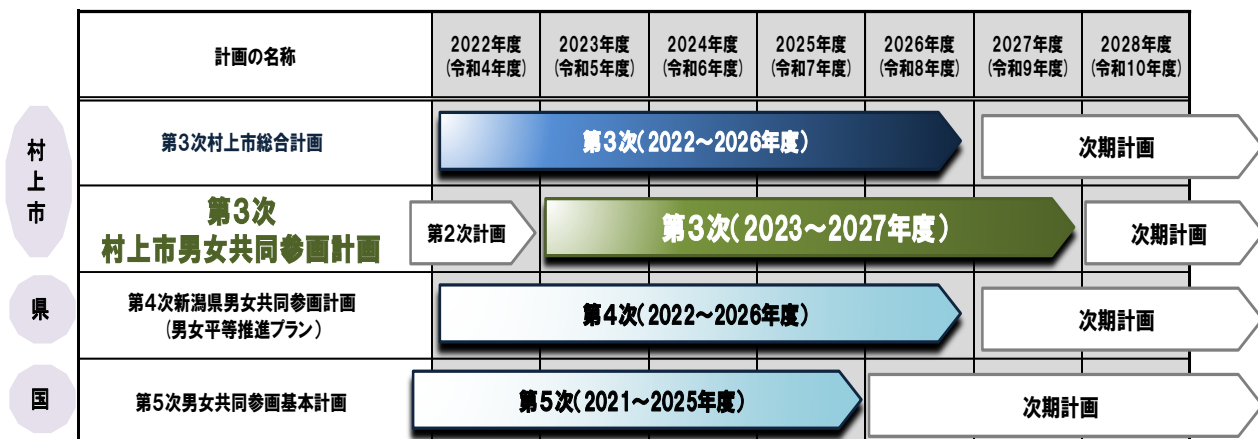 計画の名称
2022年度
(令和4年度)
2023年度
(令和5年度)
2024年度
(令和6年度)
2025年度
(令和7年度)
2026年度
(令和8年度)
2027年度
(令和9年度)
2028年度
(令和10年度)
村上市
第3次村上市総合計画
第3次(2022～2026年度)
次期計画
第3次
村上市男女共同参画計画
第2次計画
第3次(2023～2027年度)
次期計画
県
第4次新潟県男女共同参画計画
(男女平等推進プラン)
第4次(2022～2026年度)
次期計画
国
第5次男女共同参画基本計画
第5次(2021～2025年度)
次期計画